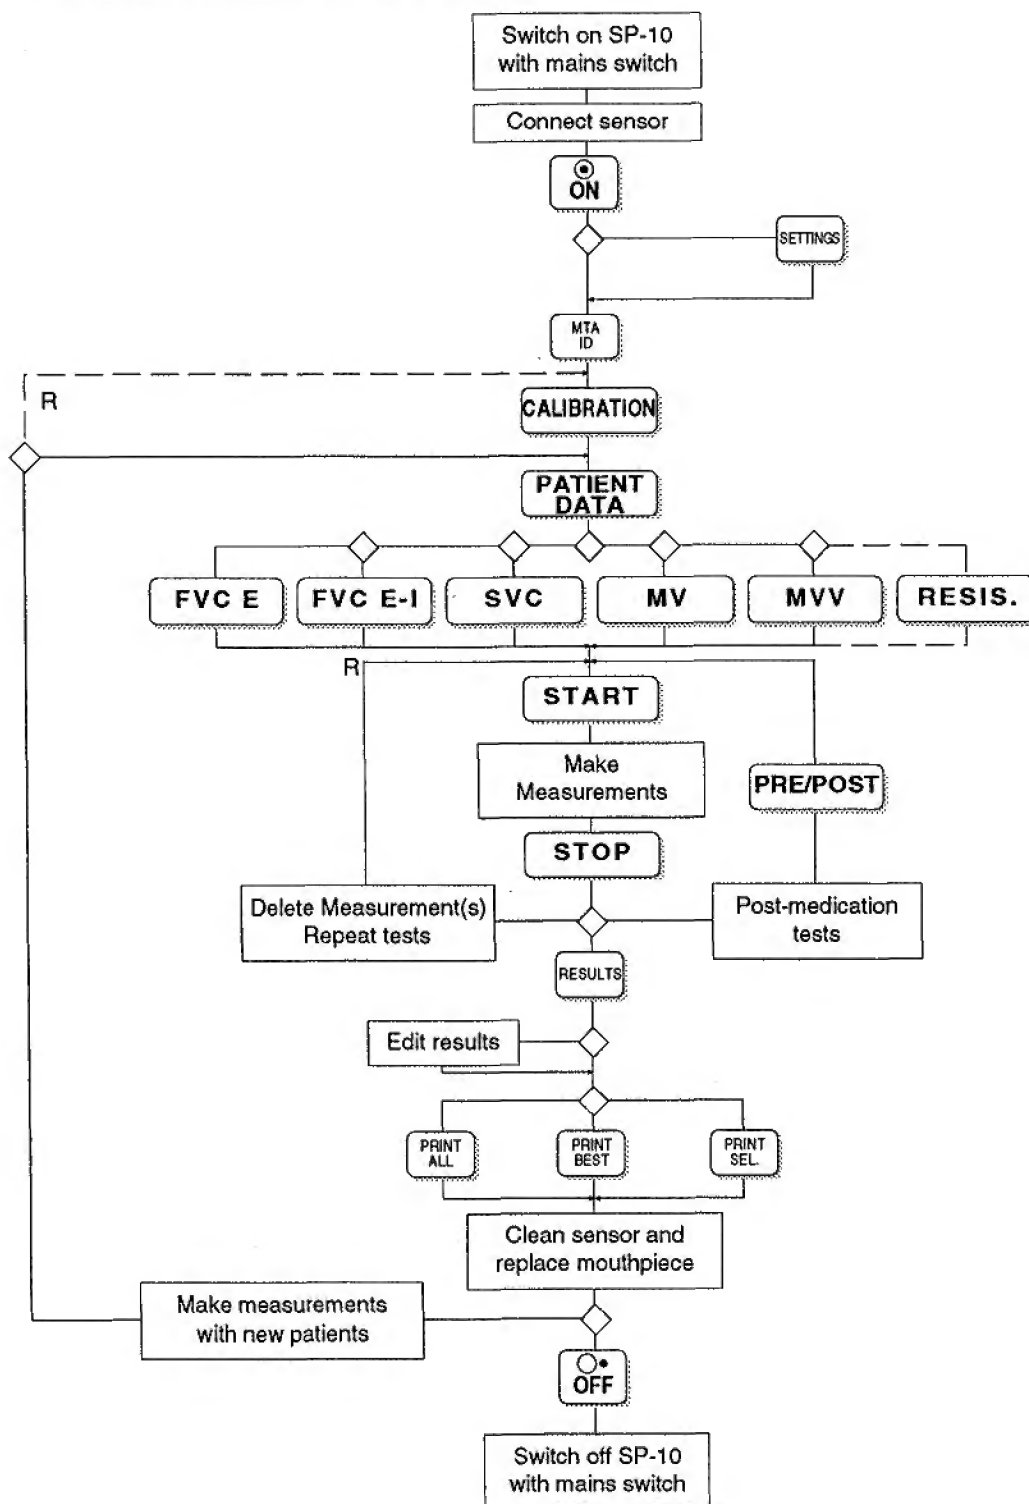 Switch on SP-10
with mains switch
Connect sensor
ON
SETTINGS
MTA
ID
R
CALIBRATION
PATIENT
DATA
FVC E
FVC E-I
SVC
MV
MVV
RESIS.
R
START
Make
Measurements
PRE/POST
STOP
Delete Measurement(s)
Repeat tests
Post-medication
tests
RESULTS
Edit results
PRINT
ALL
PRINT
BEST
PRINT
SEL.
Clean sensor and
replace mouthpiece
Make measurements
with new patients
OFF
Switch off SP-10
with mains switch